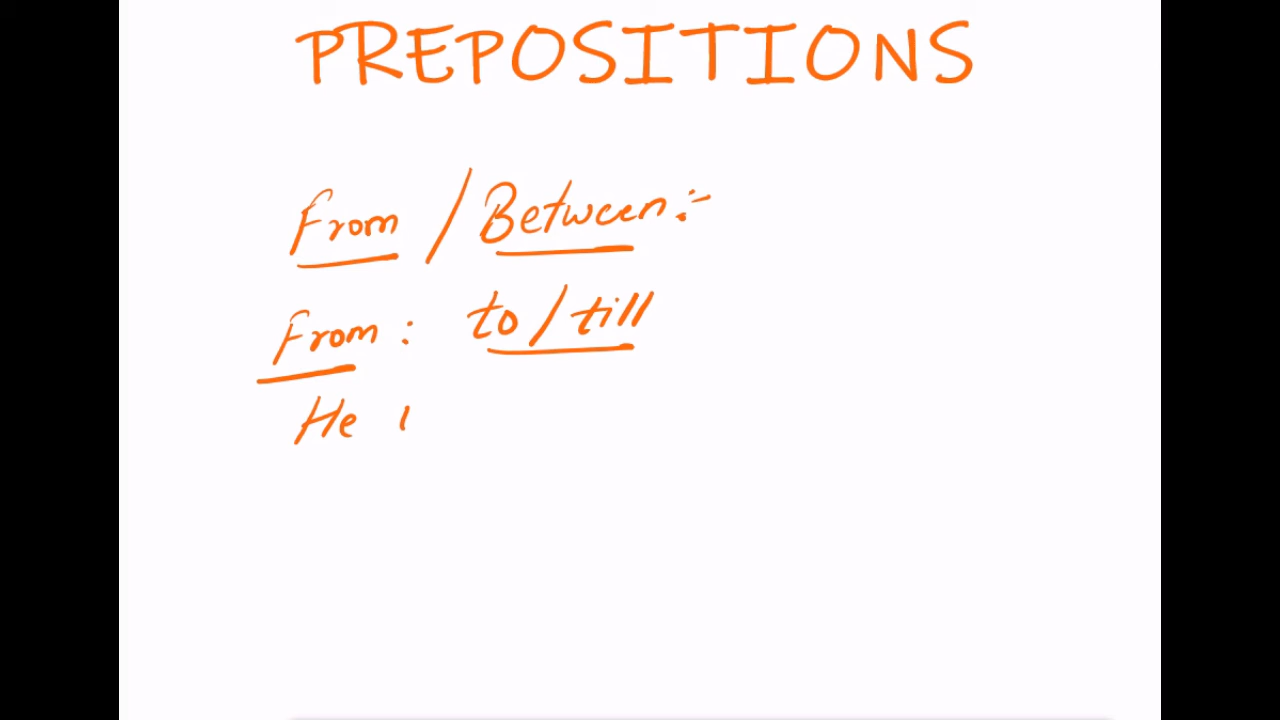 PREPOSITIONS
From / Between :-
From : to / till
He